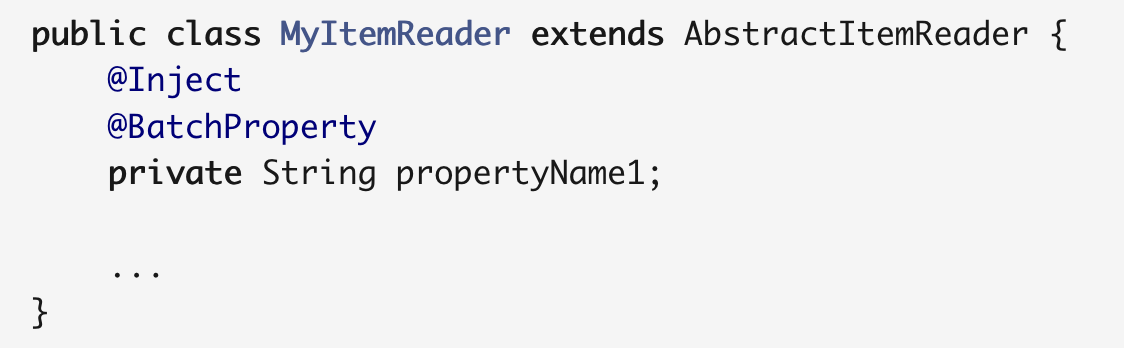 public class MyItemReader extends AbstractItemReader {
    @Inject
    @BatchProperty
    private String propertyName1;

    ...
}